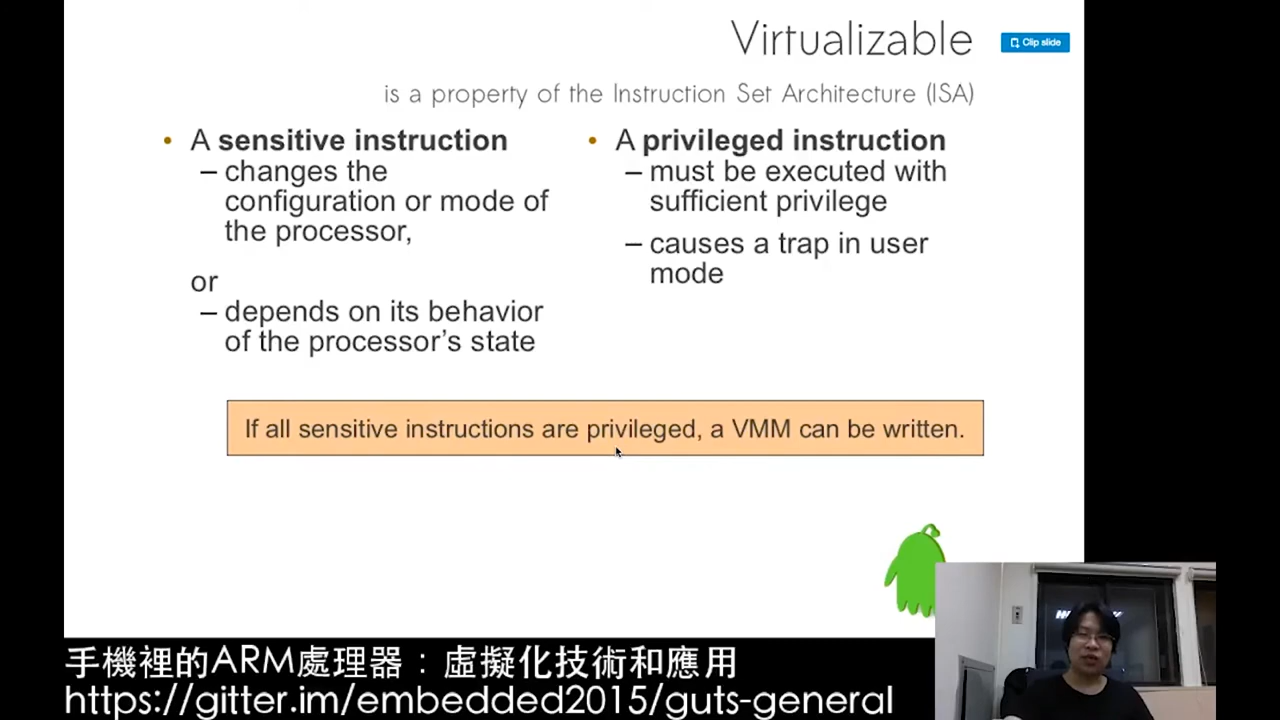 Virtualizable
Clip slide
is a property of the Instruction Set Architecture (ISA)
• A sensitive instruction
– changes the
configuration or mode of
the processor,
or
– depends on its behavior
of the processor's state
• A privileged instruction
– must be executed with
sufficient privilege
– causes a trap in user
mode
If all sensitive instructions are privileged, a VMM can be written.
手機裡的ARM處理器：虛擬化技術和應用
https://gitter.im/embedded2015/guts-general